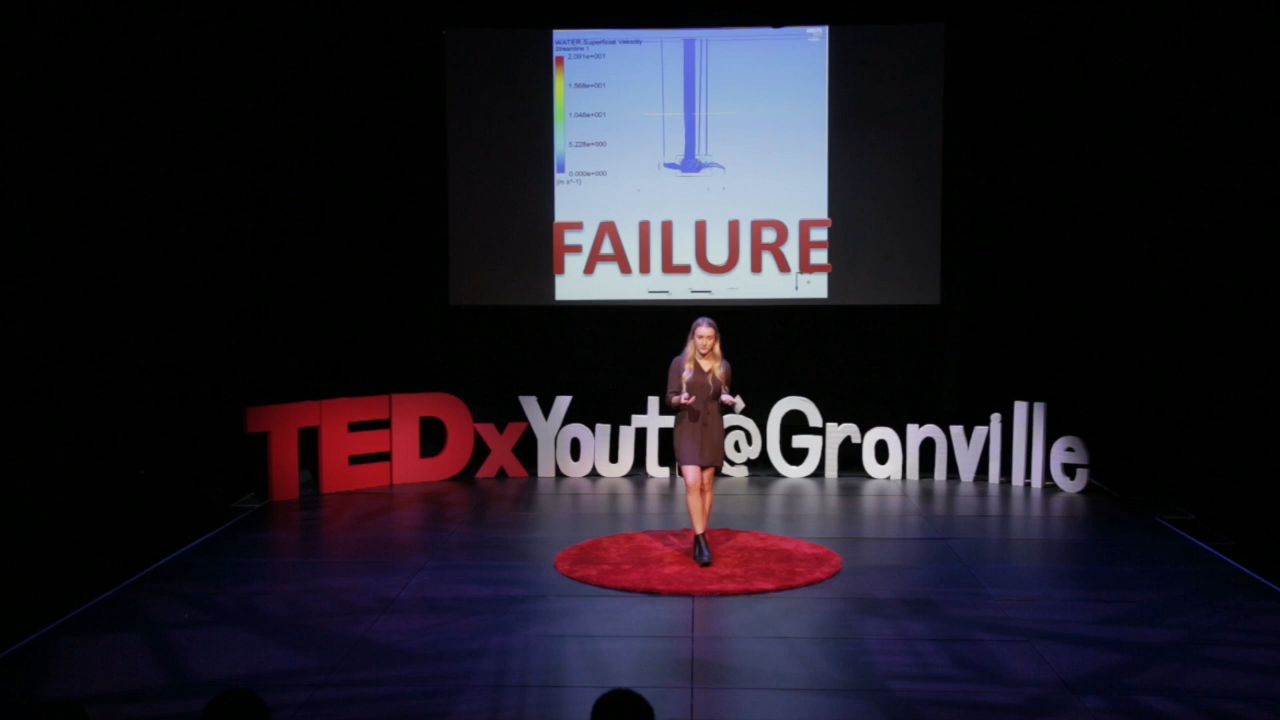 WATER.Superficial Velocity
Streamline 1
2.091e+001
1.568e+001
1.046e+001
5.228e+000
0.000e+000
[m s^-1]
FAILURE
TEDxYout @Granville